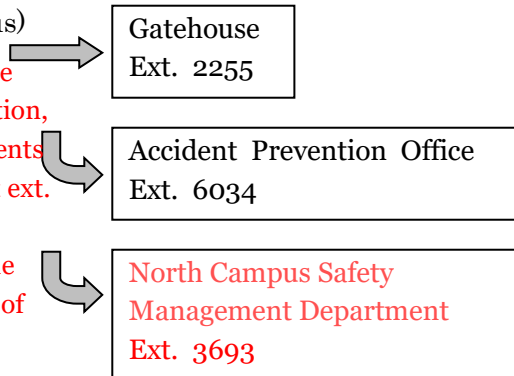 Gatehouse
Ext. 2255
tion,
ents
ext.
Accident Prevention Office
Ext. 6034
of
North Campus Safety
Management Department
Ext. 3693